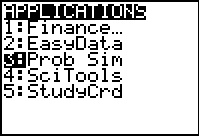 APPLICATIONS
1:Finance…
2:EasyData
3:Prob Sim
4:SciTools
5:StudyCrd